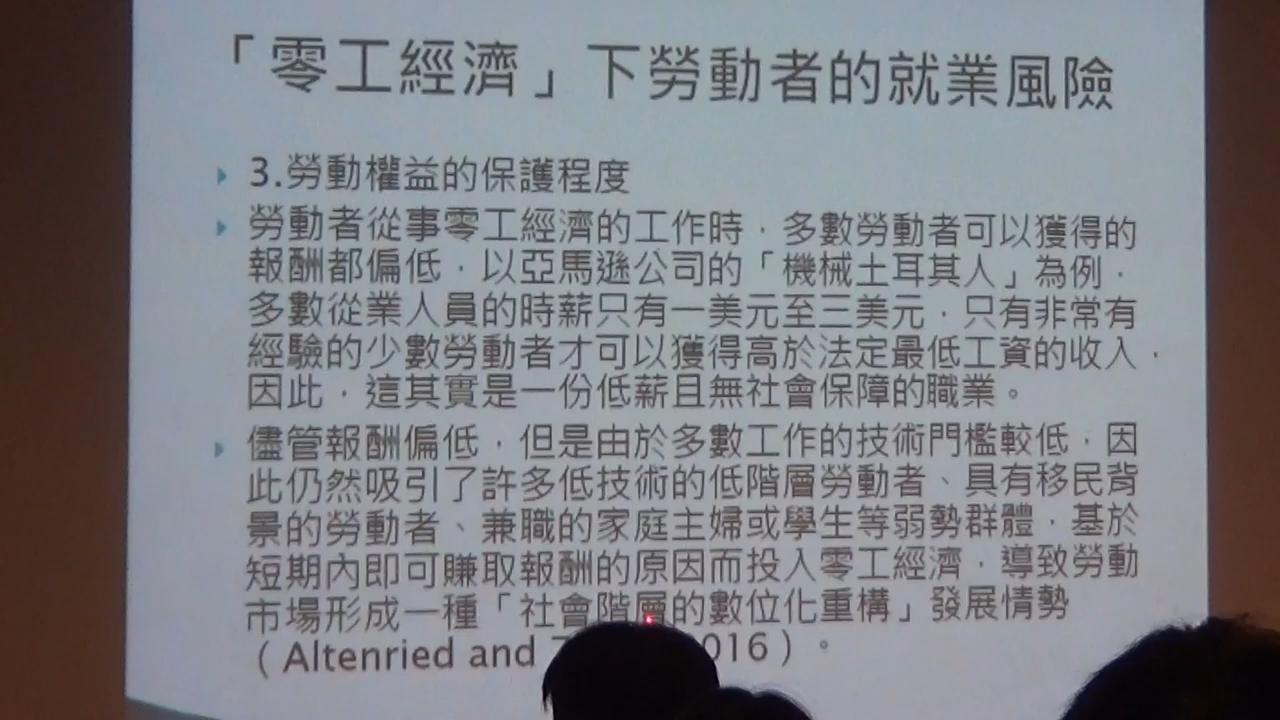 「零工經濟」下勞動者的就業風險
3.勞動權益的保護程度
勞動者從事零工經濟的工作時，多數勞動者可以獲得的
報酬都偏低，以亞馬遜公司的「機械土耳其人」為例，
多數從業人員的時薪只有一美元至三美元，只有非常有
經驗的少數勞動者才可以獲得高於法定最低工資的收入，
因此，這其實是一份低薪且無社會保障的職業。
儘管報酬偏低，但是由於多數工作的技術門檻較低，因
此仍然吸引了許多低技術的低階層勞動者、具有移民背
景的勞動者、兼職的家庭主婦或學生等弱勢群體，基於
短期內即可賺取報酬的原因而投入零工經濟，導致勞動
市場形成一種「社會階層的數位化重構」發展情勢
（Altenried and 016）。